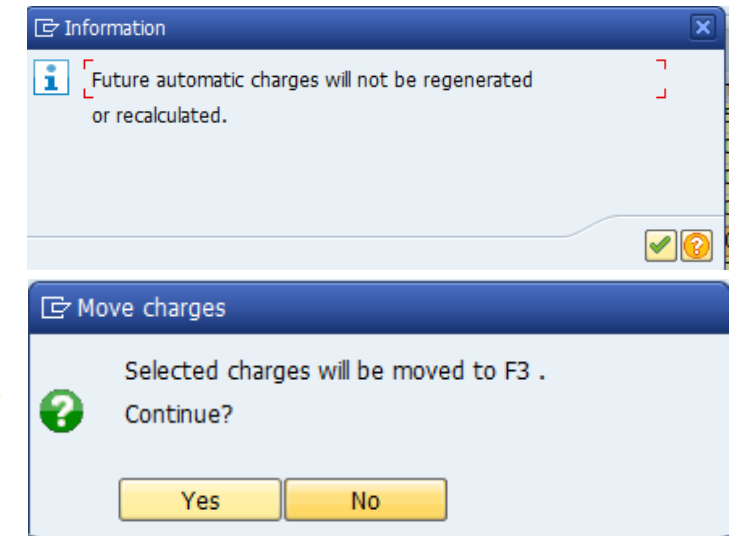 Information
Future automatic charges will not be regenerated
or recalculated.
Move charges
Selected charges will be moved to F3 .
Continue?
Yes
No